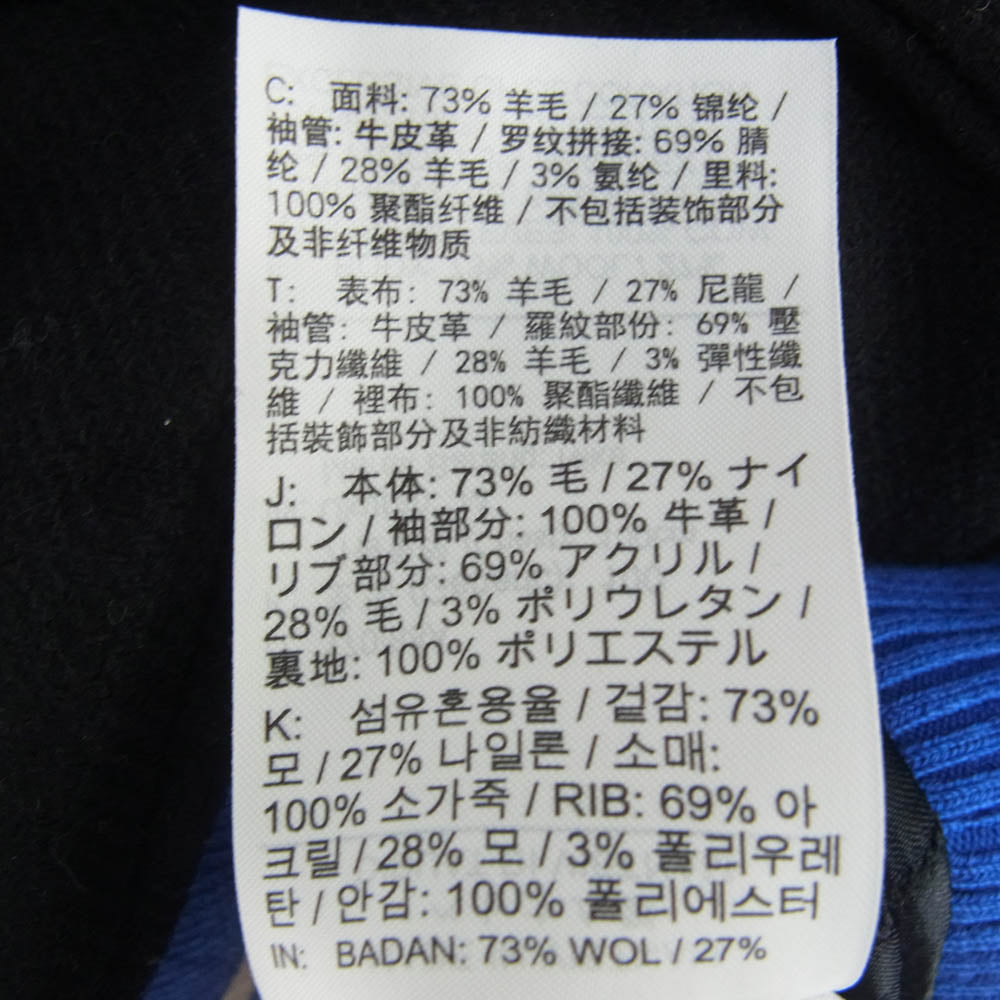 C: 面料: 73% 羊毛 / 27% 锦纶 /
袖管: 牛皮革 / 罗纹拼接: 69% 腈
纶 / 28% 羊毛 / 3% 氨纶 / 里料:
100% 聚酯纤维 / 不包括装饰部分
及非纤维物质
T: 表布: 73% 羊毛 / 27% 尼龍 /
袖管: 牛皮革 / 羅紋部份: 69% 壓
克力纖維 / 28% 羊毛 / 3% 彈性纖
維 / 裡布: 100% 聚酯纖維 / 不包
括裝飾部分及非紡織材料
J: 本体: 73% 毛 / 27% ナイ
ロン / 袖部分: 100% 牛革 /
リブ部分: 69% アクリル /
28% 毛 / 3% ポリウレタン /
裏地: 100% ポリエステル
K: 섬유혼용율 / 겉감: 73%
모 / 27% 나일론 / 소매:
100% 소가죽 / RIB: 69% 아
크릴 / 28% 모 / 3% 폴리우레
탄 / 안감: 100% 폴리에스터
IN: BADAN: 73% WOL / 27%